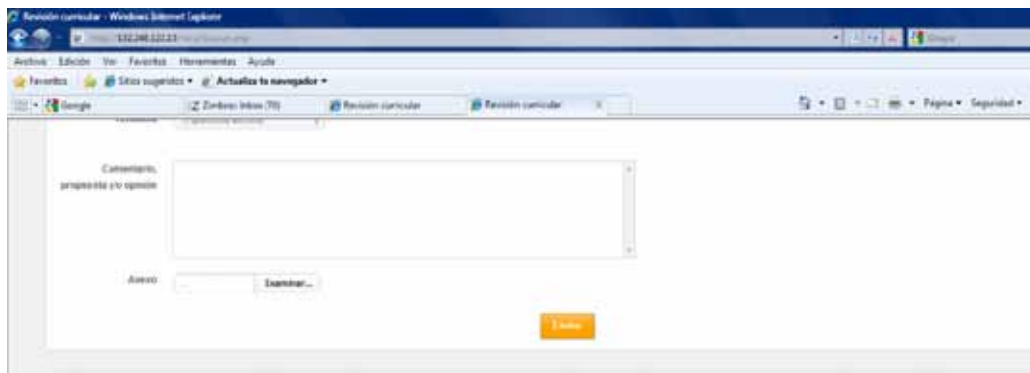 Revisión curricular - Windows Internet Explorer
Archivo Edición Ver Favoritos Herramientas Ayuda
Favoritos Sitios sugeridos Actualiza tu navegador
Google Zimbra: Inbox (70) Revisión curricular Revisión curricular X Página Seguridad
Comentario,
propuesta y/o opinión
Anexo Examinar...
Enviar